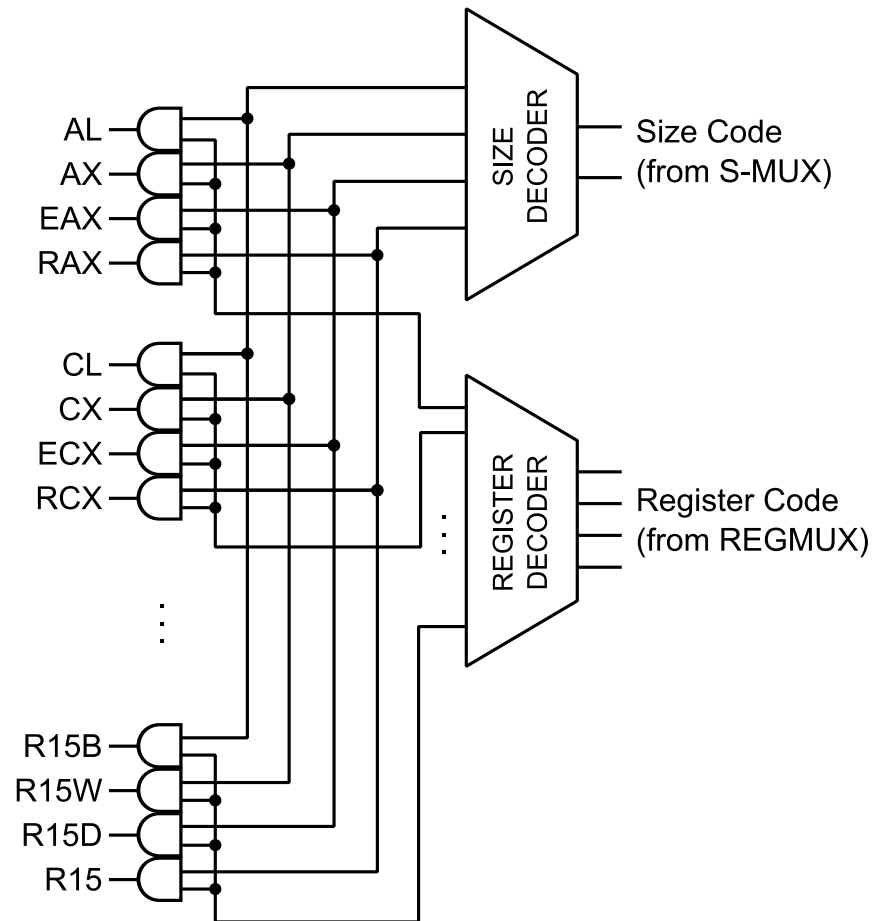 AL
AX
EAX
RAX
CL
CX
ECX
RCX
R15B
R15W
R15D
R15
SIZE
DECODER
Size Code
(from S-MUX)
REGISTER
DECODER
Register Code
(from REGMUX)